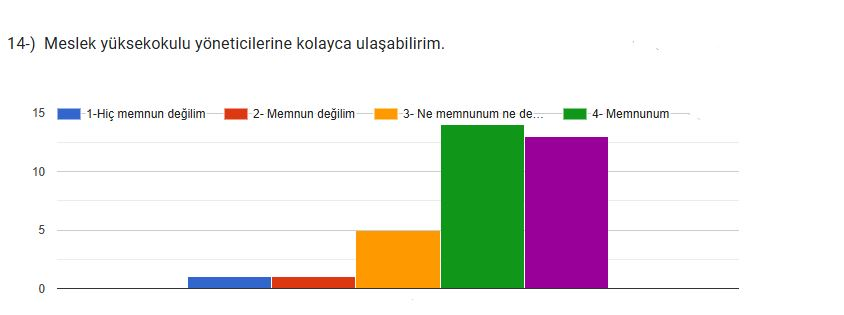 14-) Meslek yüksekokulu yöneticilerine kolayca ulaşabilirim.
15
1-Hiç memnun değilim
2- Memnun değilim
3- Ne memnunum ne de...
4- Memnunum
10
5
0